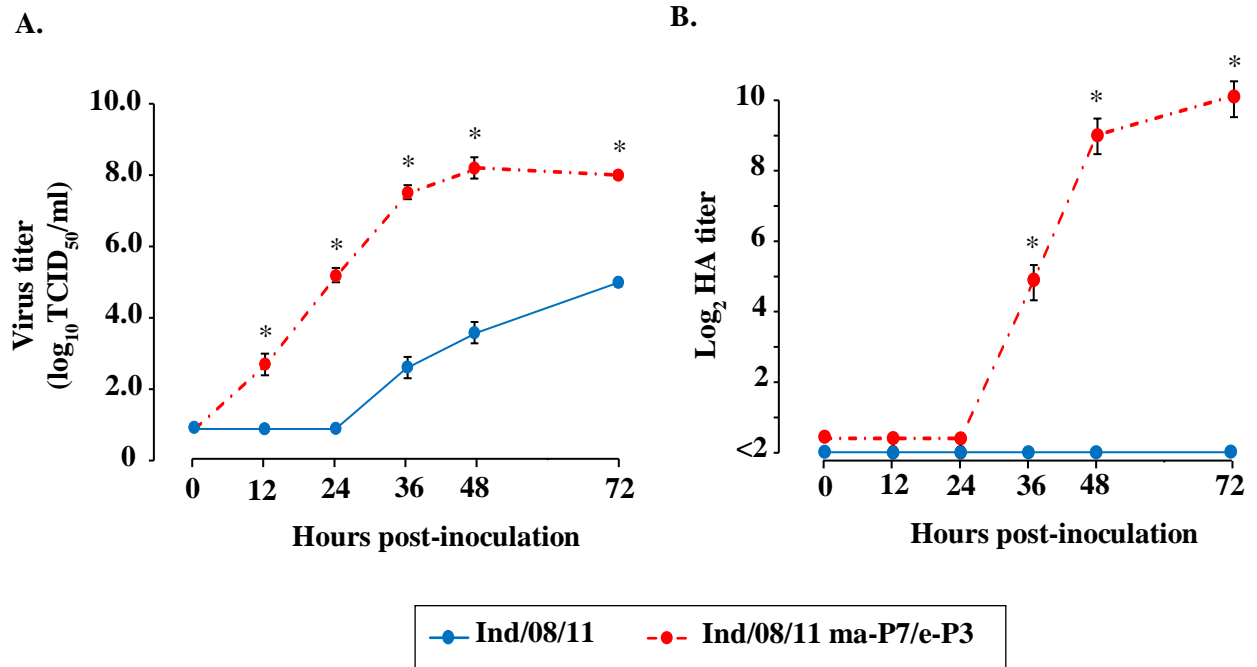 A.
Virus titer
(log₁₀TCID₅₀/ml)
10.0
8.0
6.0
4.0
2.0
0
* * * * * *
0 12 24 36 48 72
Hours post-inoculation
B.
Log₂ HA titer
10
8
6
4
2
<2
* * *
0 12 24 36 48 72
Hours post-inoculation
Ind/08/11 Ind/08/11 ma-P7/e-P3